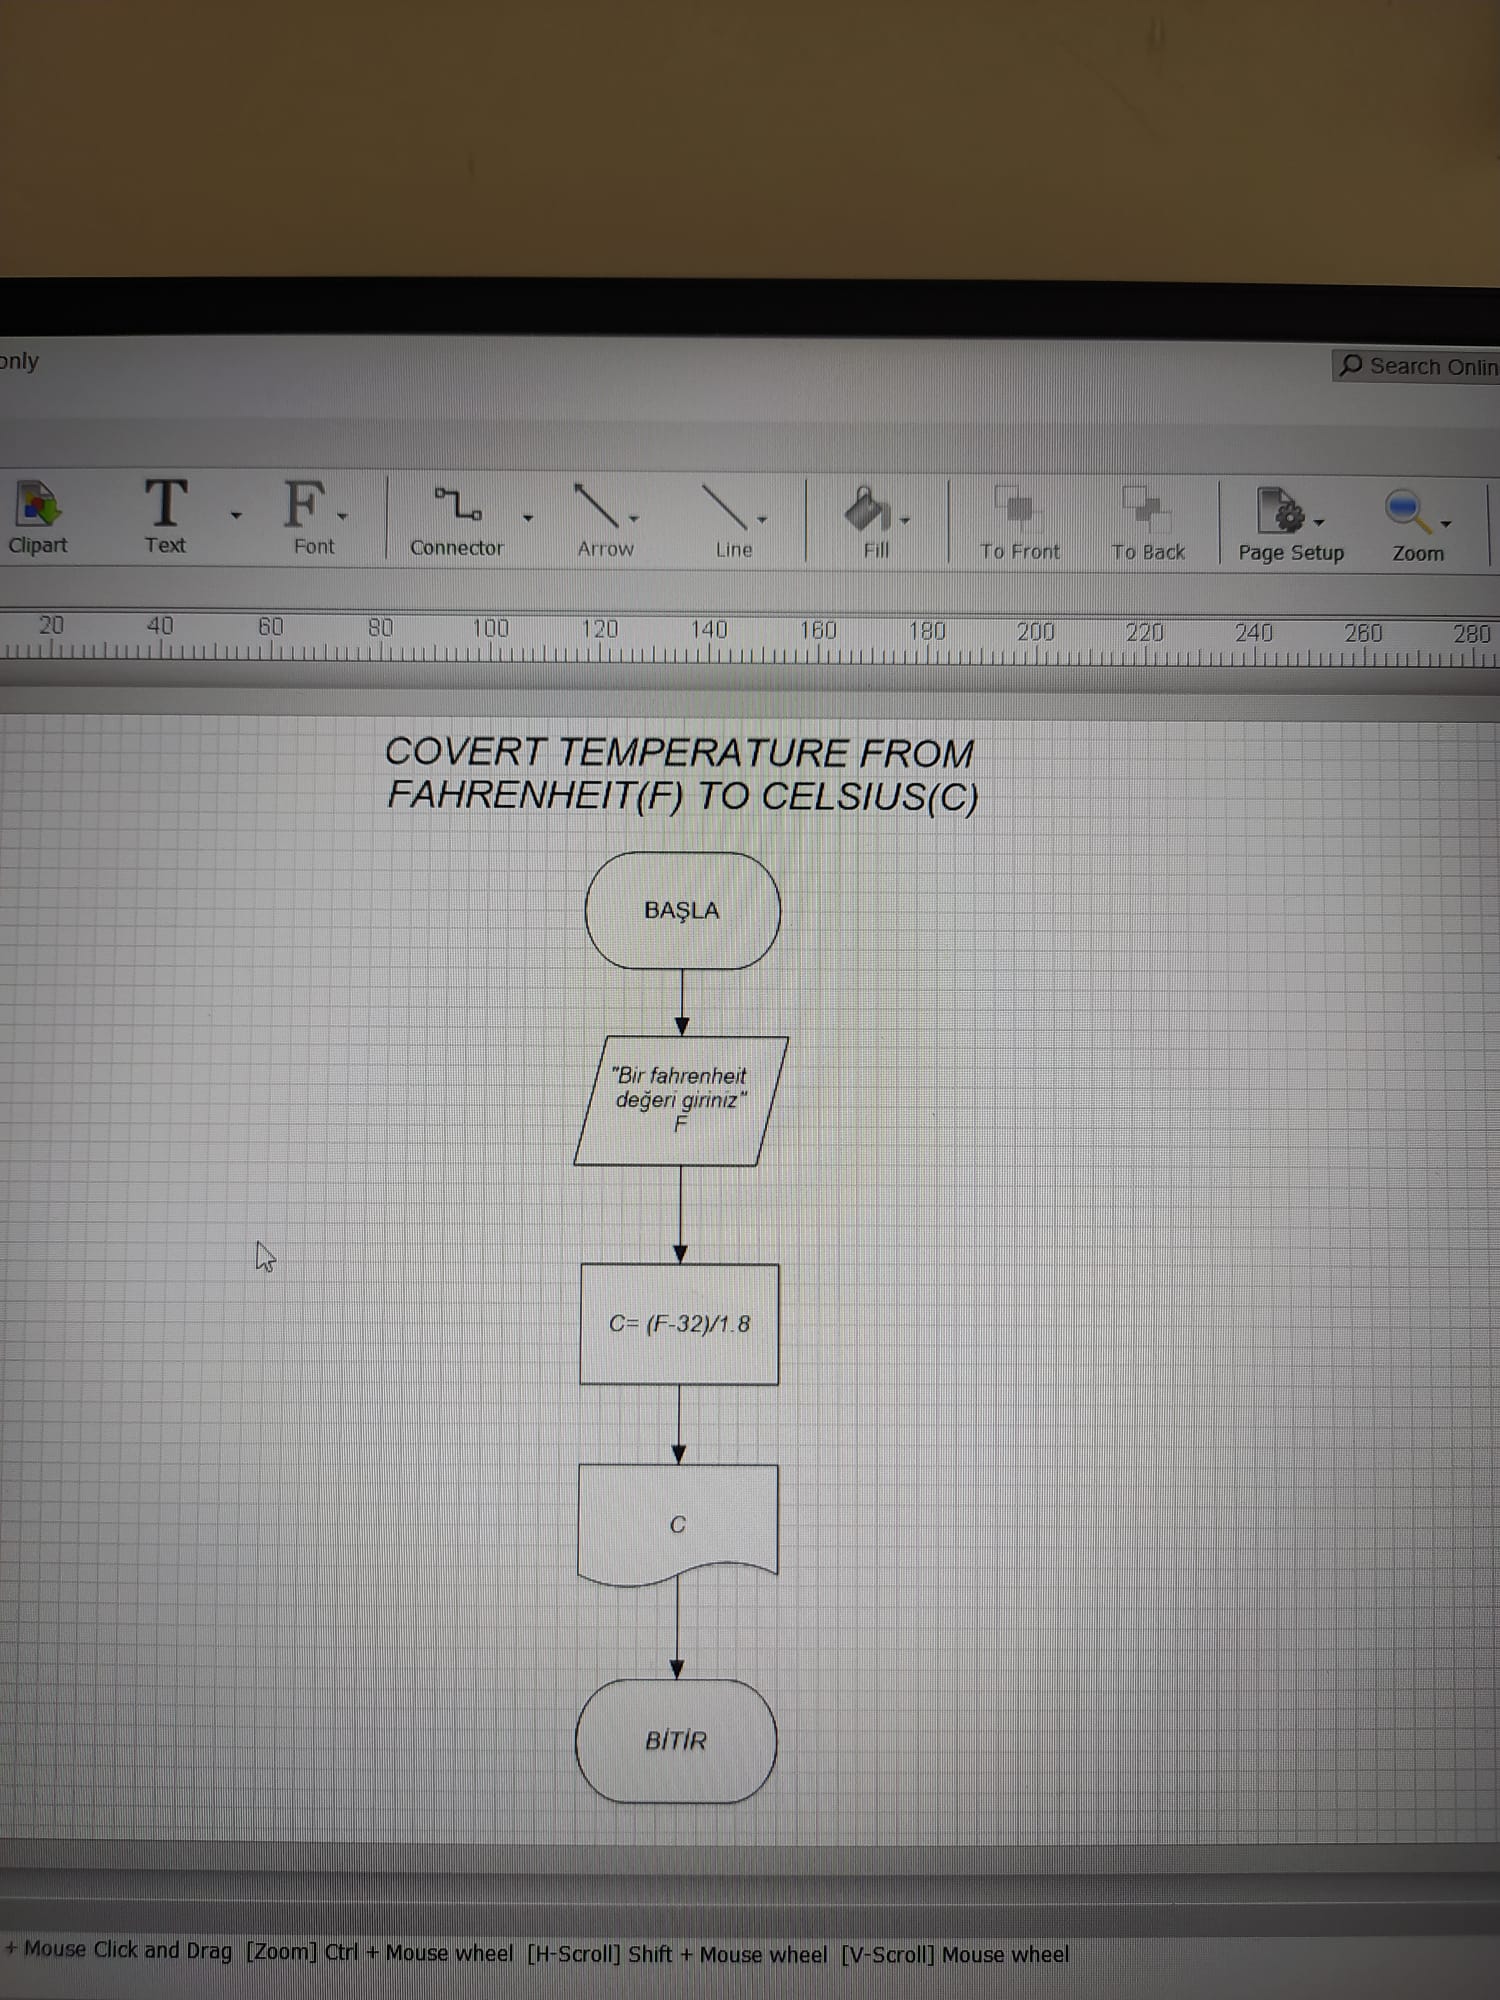 only
Search Onlin
Clipart
Text
Font
Connector
Arrow
Line
Fill
To Front
To Back
Page Setup
Zoom
20 40 60 80 100 120 140 160 180 200 220 240 260 280
COVERT TEMPERATURE FROM
FAHRENHEIT(F) TO CELSIUS(C)
BAŞLA
"Bir fahrenheit
değeri giriniz"
F
C= (F-32)/1.8
C
BİTİR
+ Mouse Click and Drag [Zoom] Ctrl + Mouse wheel [H-Scroll] Shift + Mouse wheel [V-Scroll] Mouse wheel